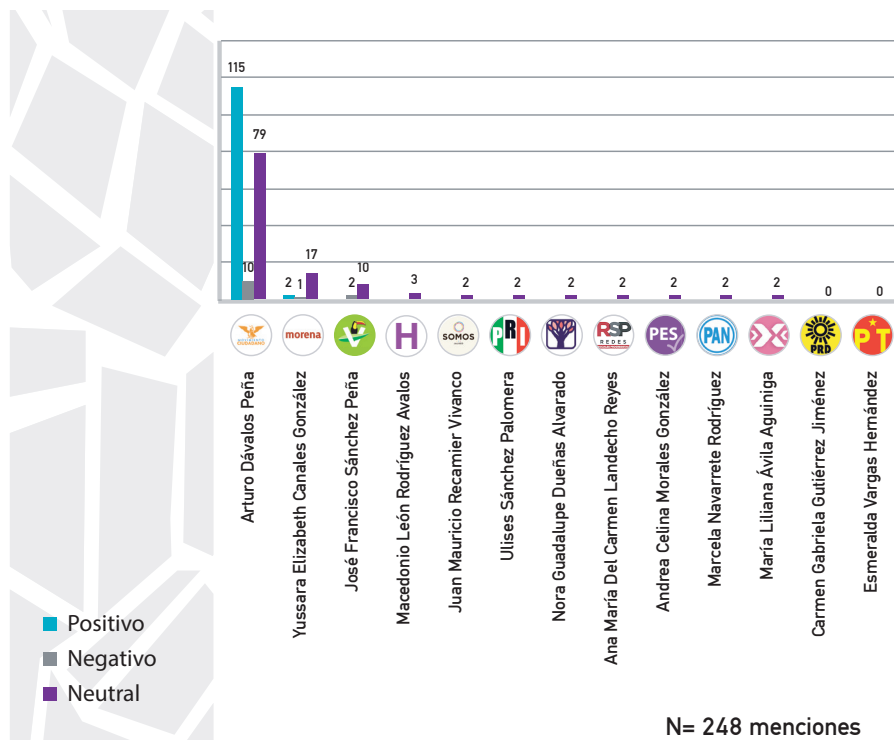 115
79
10
2
1
17
2
10
3
2
2
2
2
2
2
2
0
0
morena
V
H
SOMOS
PRI
RSP
REDES
PES
PAN
PRD
PT
Arturo Dávalos Peña
Yussara Elizabeth Canales González
José Francisco Sánchez Peña
Macedonio León Rodríguez Avalos
Juan Mauricio Recamier Vivanco
Ulises Sánchez Palomera
Nora Guadalupe Dueñas Alvarado
Ana María Del Carmen Landecho Reyes
Andrea Celina Morales González
Marcela Navarrete Rodríguez
María Liliana Ávila Aguiniga
Carmen Gabriela Gutiérrez Jiménez
Esmeralda Vargas Hernández
Positivo
Negativo
Neutral
N= 248 menciones